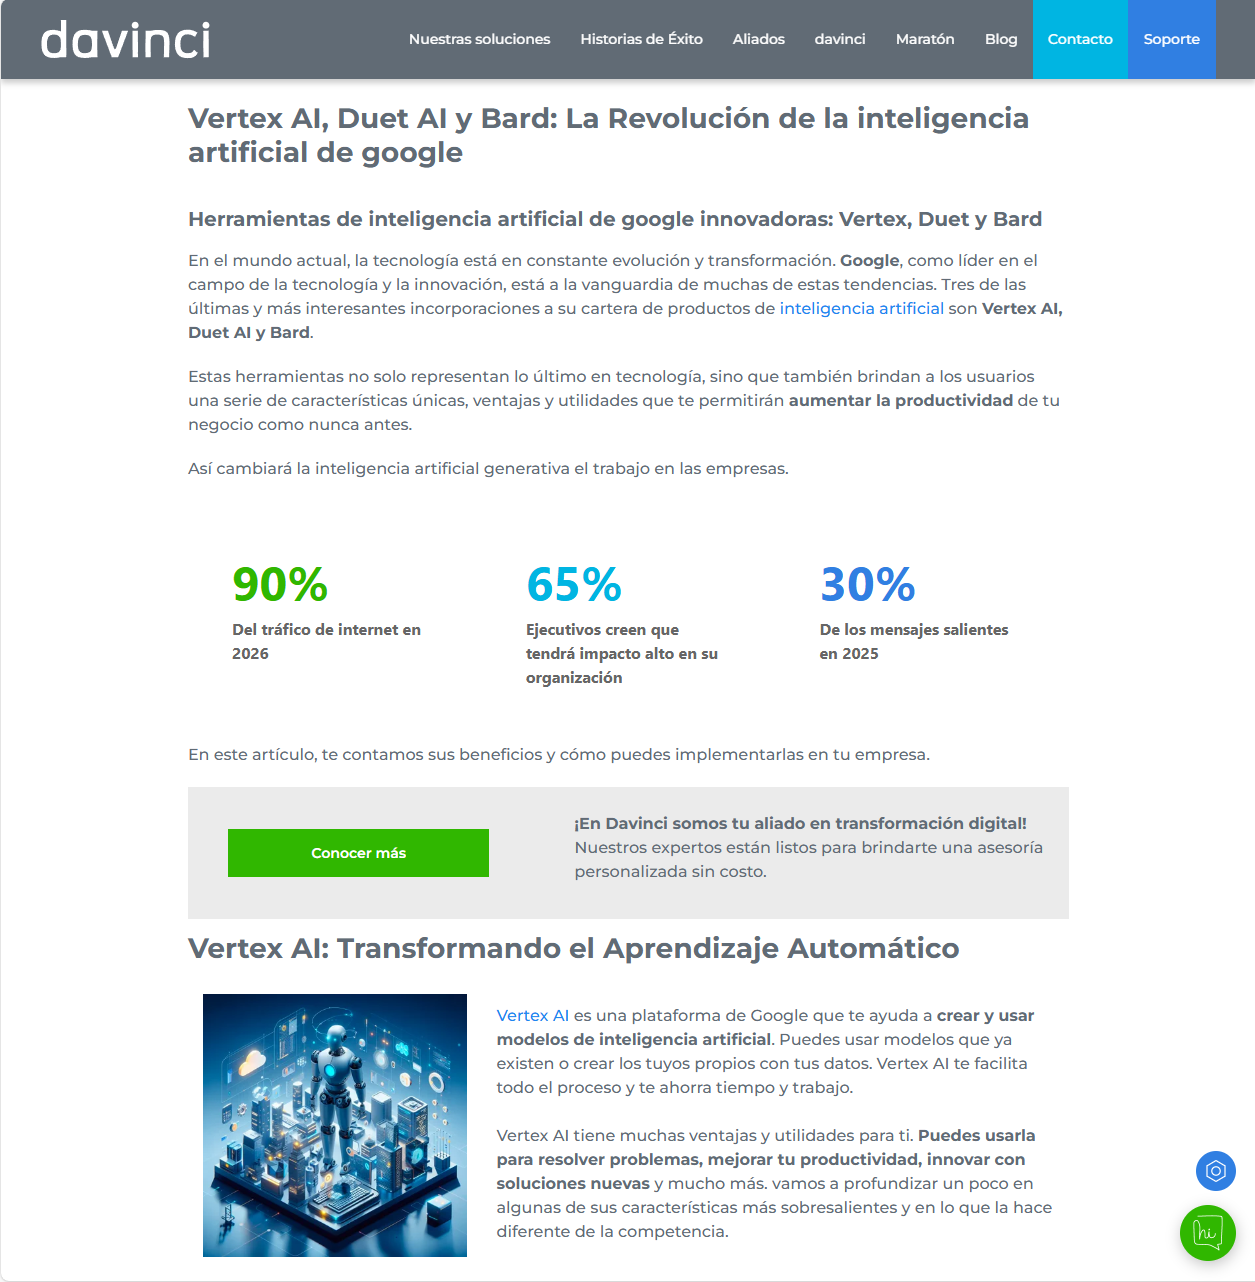 davinci
Nuestras soluciones
Historias de Éxito
Aliados
davinci
Maratón
Blog
Contacto
Soporte
Vertex AI, Duet AI y Bard: La Revolución de la inteligencia
artificial de google
Herramientas de inteligencia artificial de google innovadoras: Vertex, Duet y Bard
En el mundo actual, la tecnología está en constante evolución y transformación. Google, como líder en el
campo de la tecnología y la innovación, está a la vanguardia de muchas de estas tendencias. Tres de las
últimas y más interesantes incorporaciones a su cartera de productos de inteligencia artificial son Vertex AI,
Duet AI y Bard.
Estas herramientas no solo representan lo último en tecnología, sino que también brindan a los usuarios
una serie de características únicas, ventajas y utilidades que te permitirán aumentar la productividad de tu
negocio como nunca antes.
Así cambiará la inteligencia artificial generativa el trabajo en las empresas.
90%
Del tráfico de internet en
2026
65%
Ejecutivos creen que
tendrá impacto alto en su
organización
30%
De los mensajes salientes
en 2025
En este artículo, te contamos sus beneficios y cómo puedes implementarlas en tu empresa.
Conocer más
¡En Davinci somos tu aliado en transformación digital!
Nuestros expertos están listos para brindarte una asesoría
personalizada sin costo.
Vertex AI: Transformando el Aprendizaje Automático
Vertex AI es una plataforma de Google que te ayuda a crear y usar
modelos de inteligencia artificial. Puedes usar modelos que ya
existen o crear los tuyos propios con tus datos. Vertex AI te facilita
todo el proceso y te ahorra tiempo y trabajo.
Vertex AI tiene muchas ventajas y utilidades para ti. Puedes usarla
para resolver problemas, mejorar tu productividad, innovar con
soluciones nuevas y mucho más. vamos a profundizar un poco en
algunas de sus características más sobresalientes y en lo que la hace
diferente de la competencia.
hi